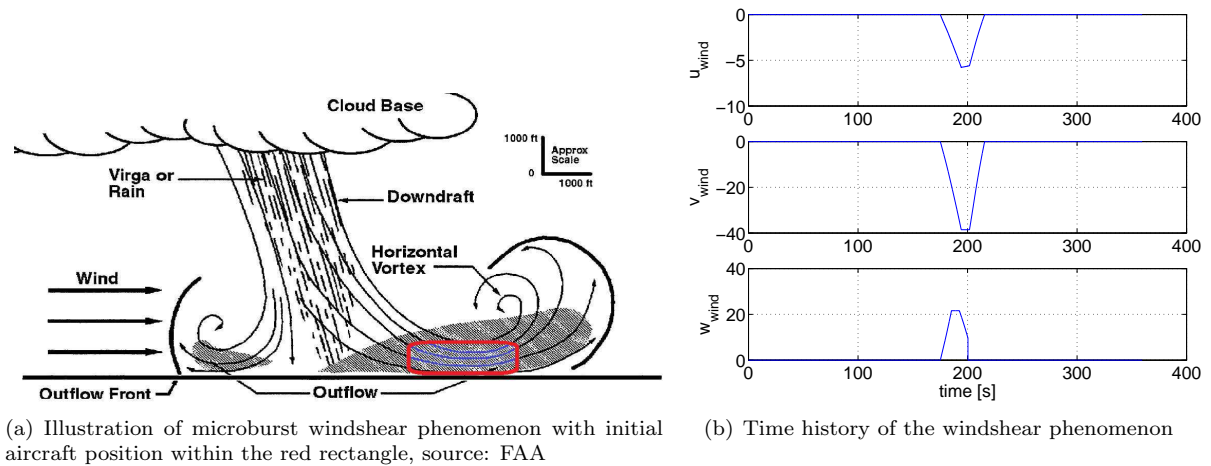 Cloud Base
1000 ft
Approx
Scale
0
1000 ft
Virga or
Rain
Downdraft
Horizontal
Vortex
Wind
Outflow Front
Outflow
(a) Illustration of microburst windshear phenomenon with initial
aircraft position within the red rectangle, source: FAA
0
−5
−10
u_wind
0 100 200 300 400
0
−20
−40
v_wind
0 100 200 300 400
40
20
0
w_wind
0 100 200 300 400
time [s]
(b) Time history of the windshear phenomenon